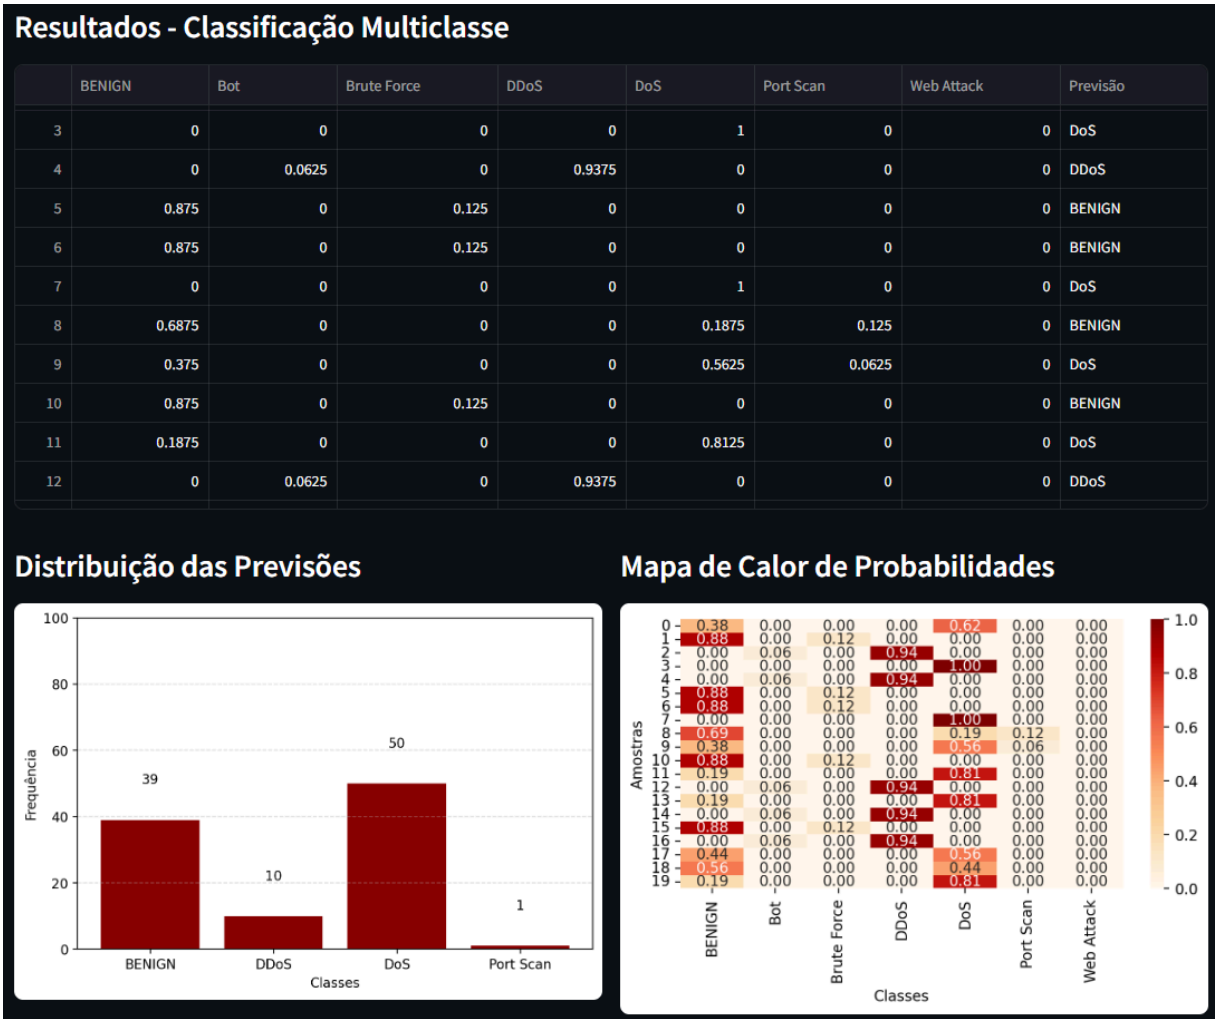 Resultados - Classificação Multiclasse
BENIGN Bot Brute Force DDoS DoS Port Scan Web Attack Previsão
3 0 0 0 0 1 0 0 DoS
4 0 0.0625 0 0.9375 0 0 0 DDoS
5 0.875 0 0.125 0 0 0 0 BENIGN
6 0.875 0 0.125 0 0 0 0 BENIGN
7 0 0 0 0 1 0 0 DoS
8 0.6875 0 0 0 0.1875 0.125 0 BENIGN
9 0.375 0 0 0 0.5625 0.0625 0 DoS
10 0.875 0 0.125 0 0 0 0 BENIGN
11 0.1875 0 0 0 0.8125 0 0 DoS
12 0 0.0625 0 0.9375 0 0 0 DDoS
Distribuição das Previsões
100
80
60
40
20
0
Frequência
39
10
50
1
BENIGN DDoS DoS Port Scan
Classes
Mapa de Calor de Probabilidades
Amostras
0 0.38 0.00 0.00 0.00 0.62 0.00 0.00
1 0.88 0.00 0.12 0.00 0.00 0.00 0.00
2 0.00 0.06 0.00 0.94 0.00 0.00 0.00
3 0.00 0.00 0.00 0.00 1.00 0.00 0.00
4 0.00 0.06 0.00 0.94 0.00 0.00 0.00
5 0.88 0.00 0.12 0.00 0.00 0.00 0.00
6 0.88 0.00 0.12 0.00 0.00 0.00 0.00
7 0.00 0.00 0.00 0.00 1.00 0.00 0.00
8 0.69 0.00 0.00 0.00 0.19 0.12 0.00
9 0.38 0.00 0.00 0.00 0.56 0.06 0.00
10 0.88 0.00 0.12 0.00 0.00 0.00 0.00
11 0.19 0.00 0.00 0.00 0.81 0.00 0.00
12 0.00 0.06 0.00 0.94 0.00 0.00 0.00
13 0.19 0.00 0.00 0.00 0.81 0.00 0.00
14 0.00 0.06 0.00 0.94 0.00 0.00 0.00
15 0.88 0.00 0.12 0.00 0.00 0.00 0.00
16 0.00 0.06 0.00 0.94 0.00 0.00 0.00
17 0.44 0.00 0.00 0.00 0.56 0.00 0.00
18 0.56 0.00 0.00 0.00 0.44 0.00 0.00
19 0.19 0.00 0.00 0.00 0.81 0.00 0.00
BENIGN Bot Brute Force DDoS DoS Port Scan Web Attack
Classes
1.0
0.8
0.6
0.4
0.2
0.0